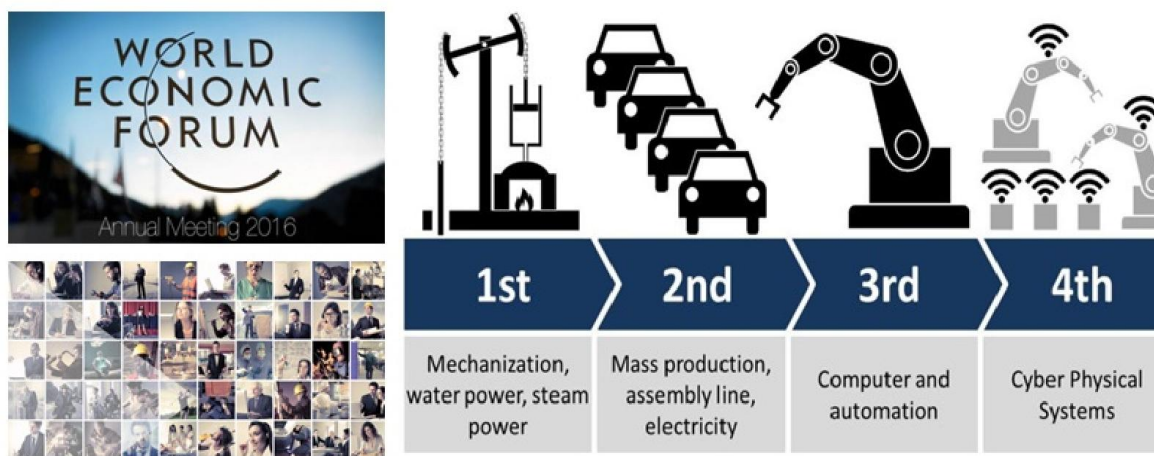 WORLD
ECONOMIC
FORUM
Annual Meeting 2016
1st
2nd
3rd
4th
Mechanization,
water power, steam
power
Mass production,
assembly line,
electricity
Computer and
automation
Cyber Physical
Systems